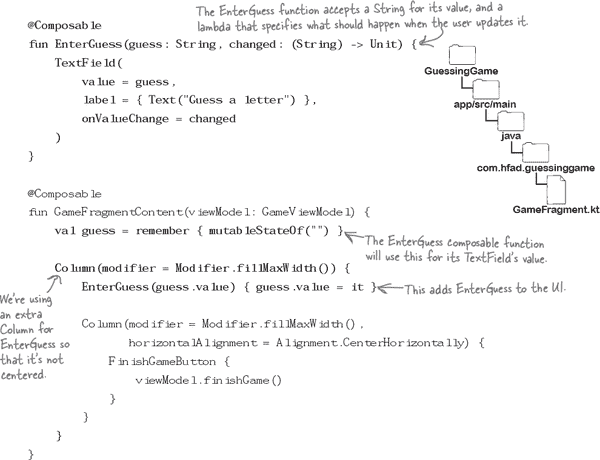 The EnterGuess function accepts a String for its value, and a
lambda that specifies what should happen when the user updates it.
@Composable
fun EnterGuess(guess: String, changed: (String) -> Unit) {
TextField(
value = guess,
label = { Text("Guess a letter") },
onValueChange = changed
)
}
GuessingGame
app/src/main
java
com.hfad.guessinggame
GameFragment.kt
@Composable
fun GameFragmentContent(viewModel: GameViewModel) {
val guess = remember { mutableStateOf("") }
The EnterGuess composable function
will use this for its TextField's value.
Column(modifier = Modifier.fillMaxWidth()) {
EnterGuess(guess.value) { guess.value = it }
This adds EnterGuess to the UI.
We're using
an extra
Column for
EnterGuess so
that it's not
centered.
Column(modifier = Modifier.fillMaxWidth(),
horizontalAlignment = Alignment.CenterHorizontally) {
FinishGameButton {
viewModel.finishGame()
}
}
}
}